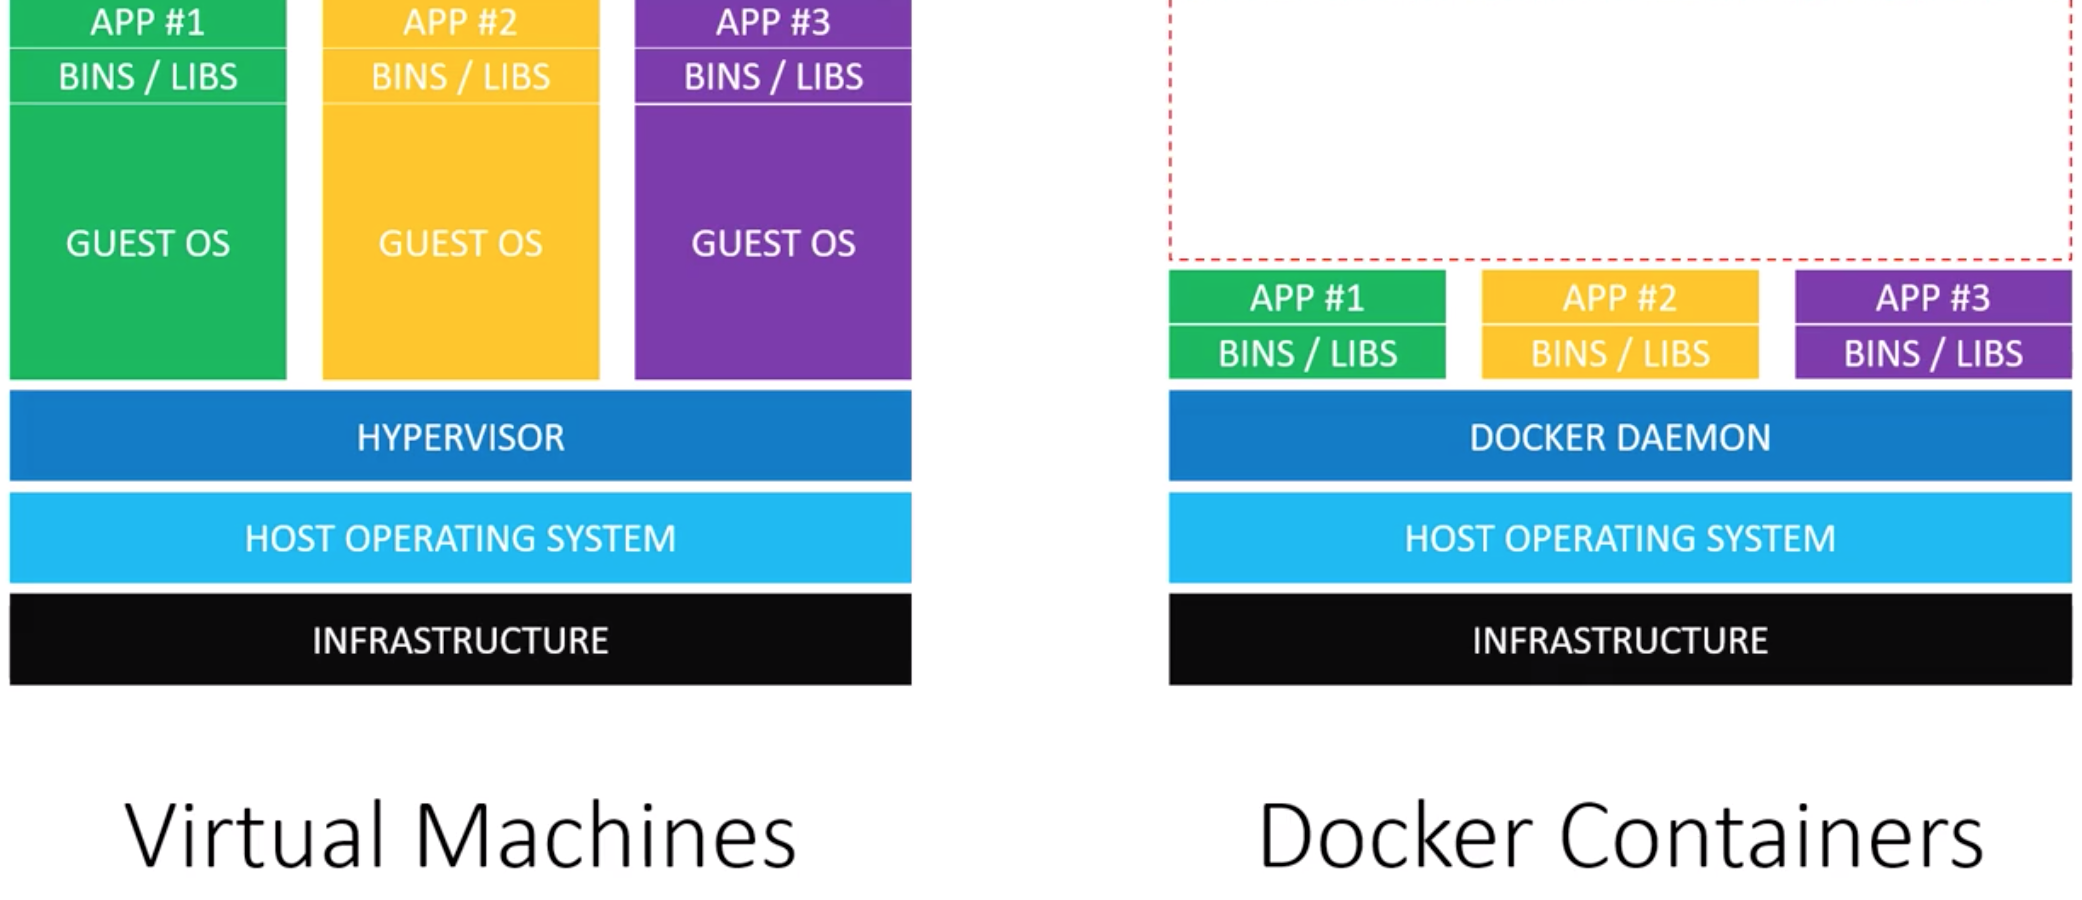 APP #1
BINS / LIBS
GUEST OS
APP #2
BINS / LIBS
GUEST OS
APP #3
BINS / LIBS
GUEST OS
HYPERVISOR
HOST OPERATING SYSTEM
INFRASTRUCTURE
Virtual Machines
APP #1
BINS / LIBS
APP #2
BINS / LIBS
APP #3
BINS / LIBS
DOCKER DAEMON
HOST OPERATING SYSTEM
INFRASTRUCTURE
Docker Containers